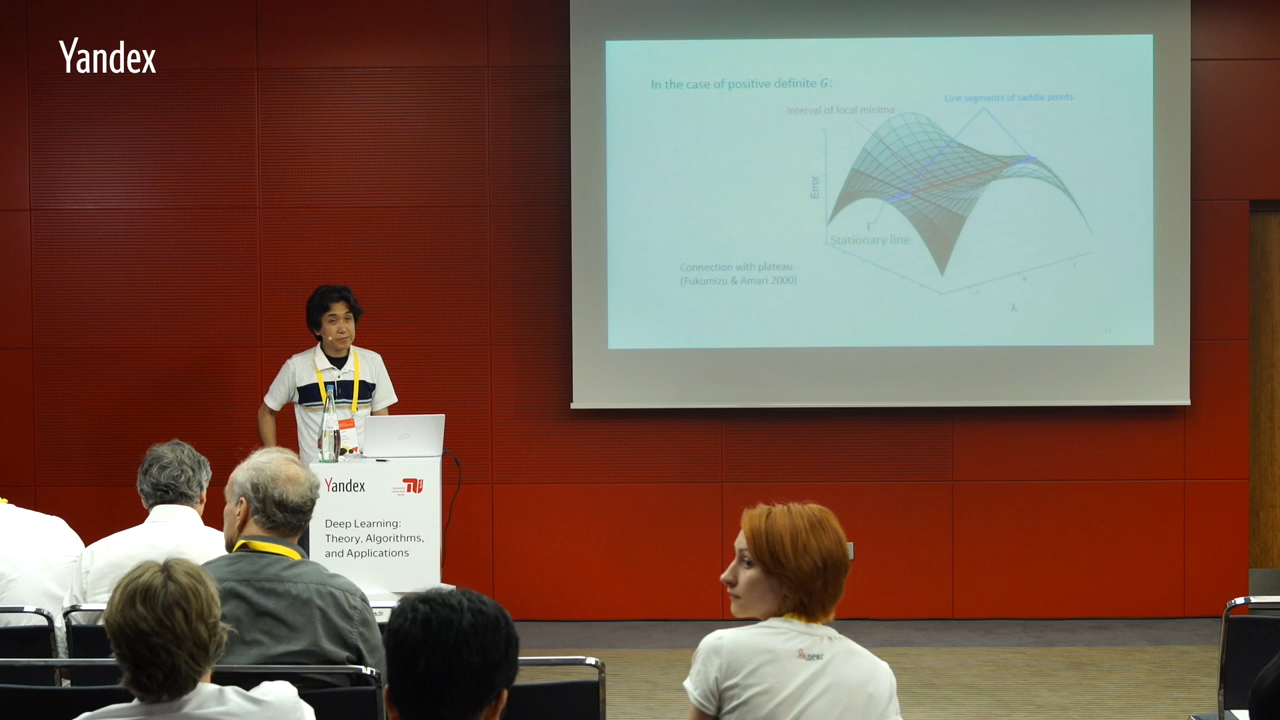 Yandex
In the case of positive definite G:
Line segments of saddle points
Interval of local minima
Error
Γ
Stationary line
Connection with plateau
(Fukumizu & Amari 2000)
λ
Yandex
Deep Learning:
Theory, Algorithms,
and Applications